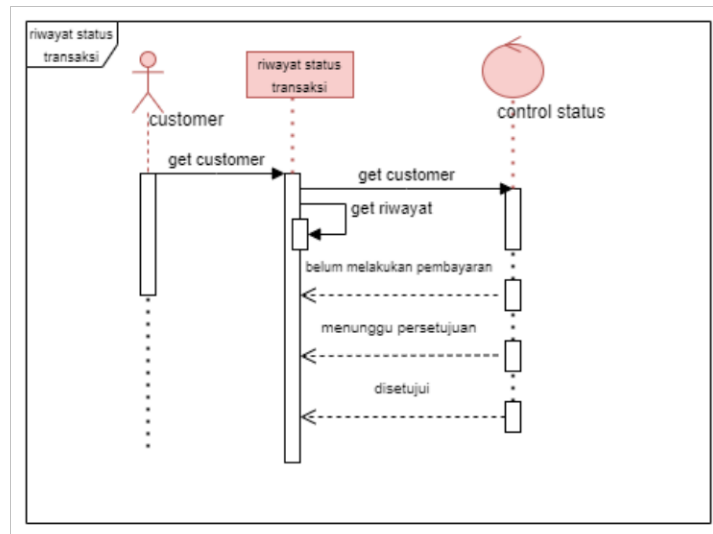 riwayat status
transaksi
riwayat status
transaksi
customer
control status
get customer
get customer
get riwayat
belum melakukan pembayaran
menunggu persetujuan
disetujui